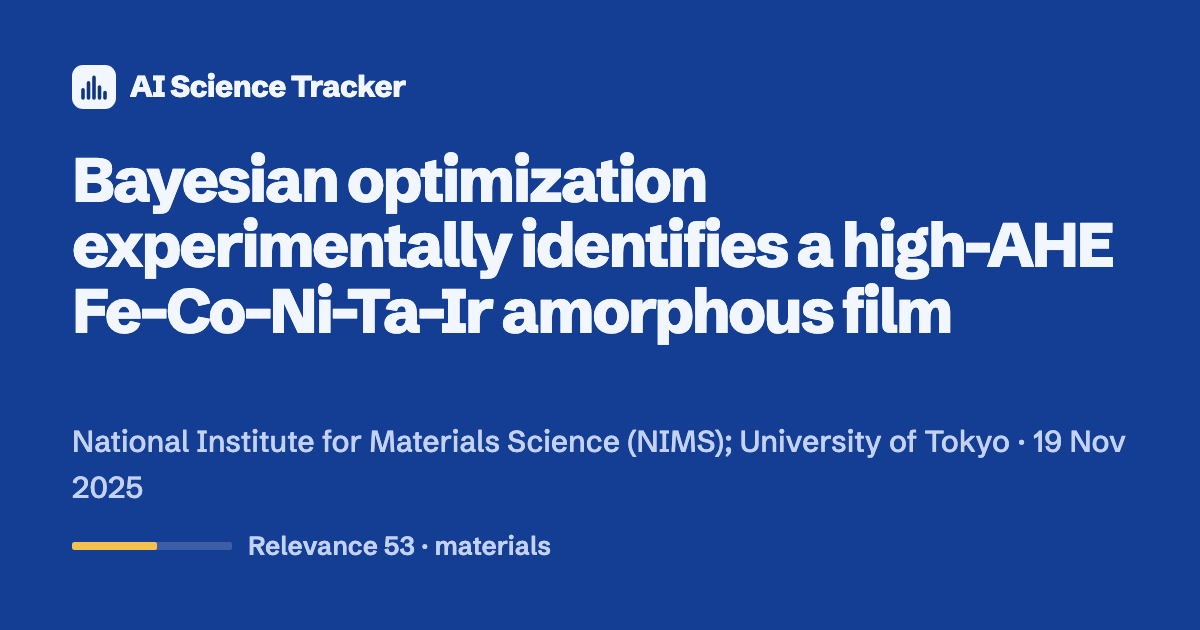 AI Science Tracker
Bayesian optimization
experimentally identifies a high-AHE
Fe-Co-Ni-Ta-Ir amorphous film
National Institute for Materials Science (NIMS); University of Tokyo · 19 Nov
2025
Relevance 53 · materials